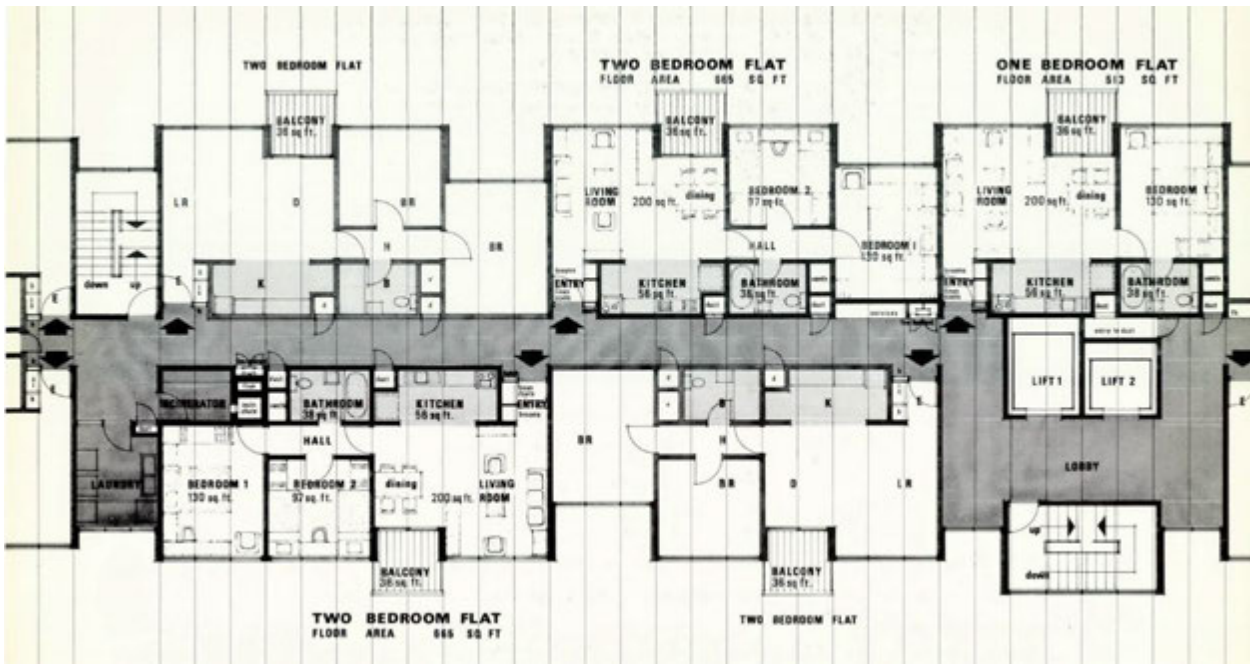 TWO BEDROOM FLAT
TWO BEDROOM FLAT
FLOOR AREA 665 SQ FT
ONE BEDROOM FLAT
FLOOR AREA 513 SQ FT
BALCONY
36 sq ft.
BALCONY
36 sq ft.
BALCONY
36 sq ft.
LR
D
BR
BR
H
K
B
E
E
down
up
LIVING
ROOM
200 sq ft.
dining
BEDROOM 2
97 sq ft.
HALL
BEDROOM 1
130 sq ft.
ENTRY
KITCHEN
56 sq ft.
BATHROOM
38 sq ft.
services
LIVING
ROOM
200 sq ft.
dining
BEDROOM 1
130 sq ft.
ENTRY
KITCHEN
56 sq ft.
BATHROOM
38 sq ft.
LIFT 1
LIFT 2
LOBBY
up
down
E
E
INCINERATOR
LAUNDRY
BATHROOM
38 sq ft.
KITCHEN
56 sq ft.
ENTRY
HALL
BEDROOM 1
130 sq ft.
BEDROOM 2
97 sq. ft.
dining
200 sq ft.
LIVING
ROOM
BALCONY
36 sq ft.
BR
B
K
E
H
BR
D
LR
BALCONY
36 sq ft.
TWO BEDROOM FLAT
FLOOR AREA 665 SQ FT
TWO BEDROOM FLAT